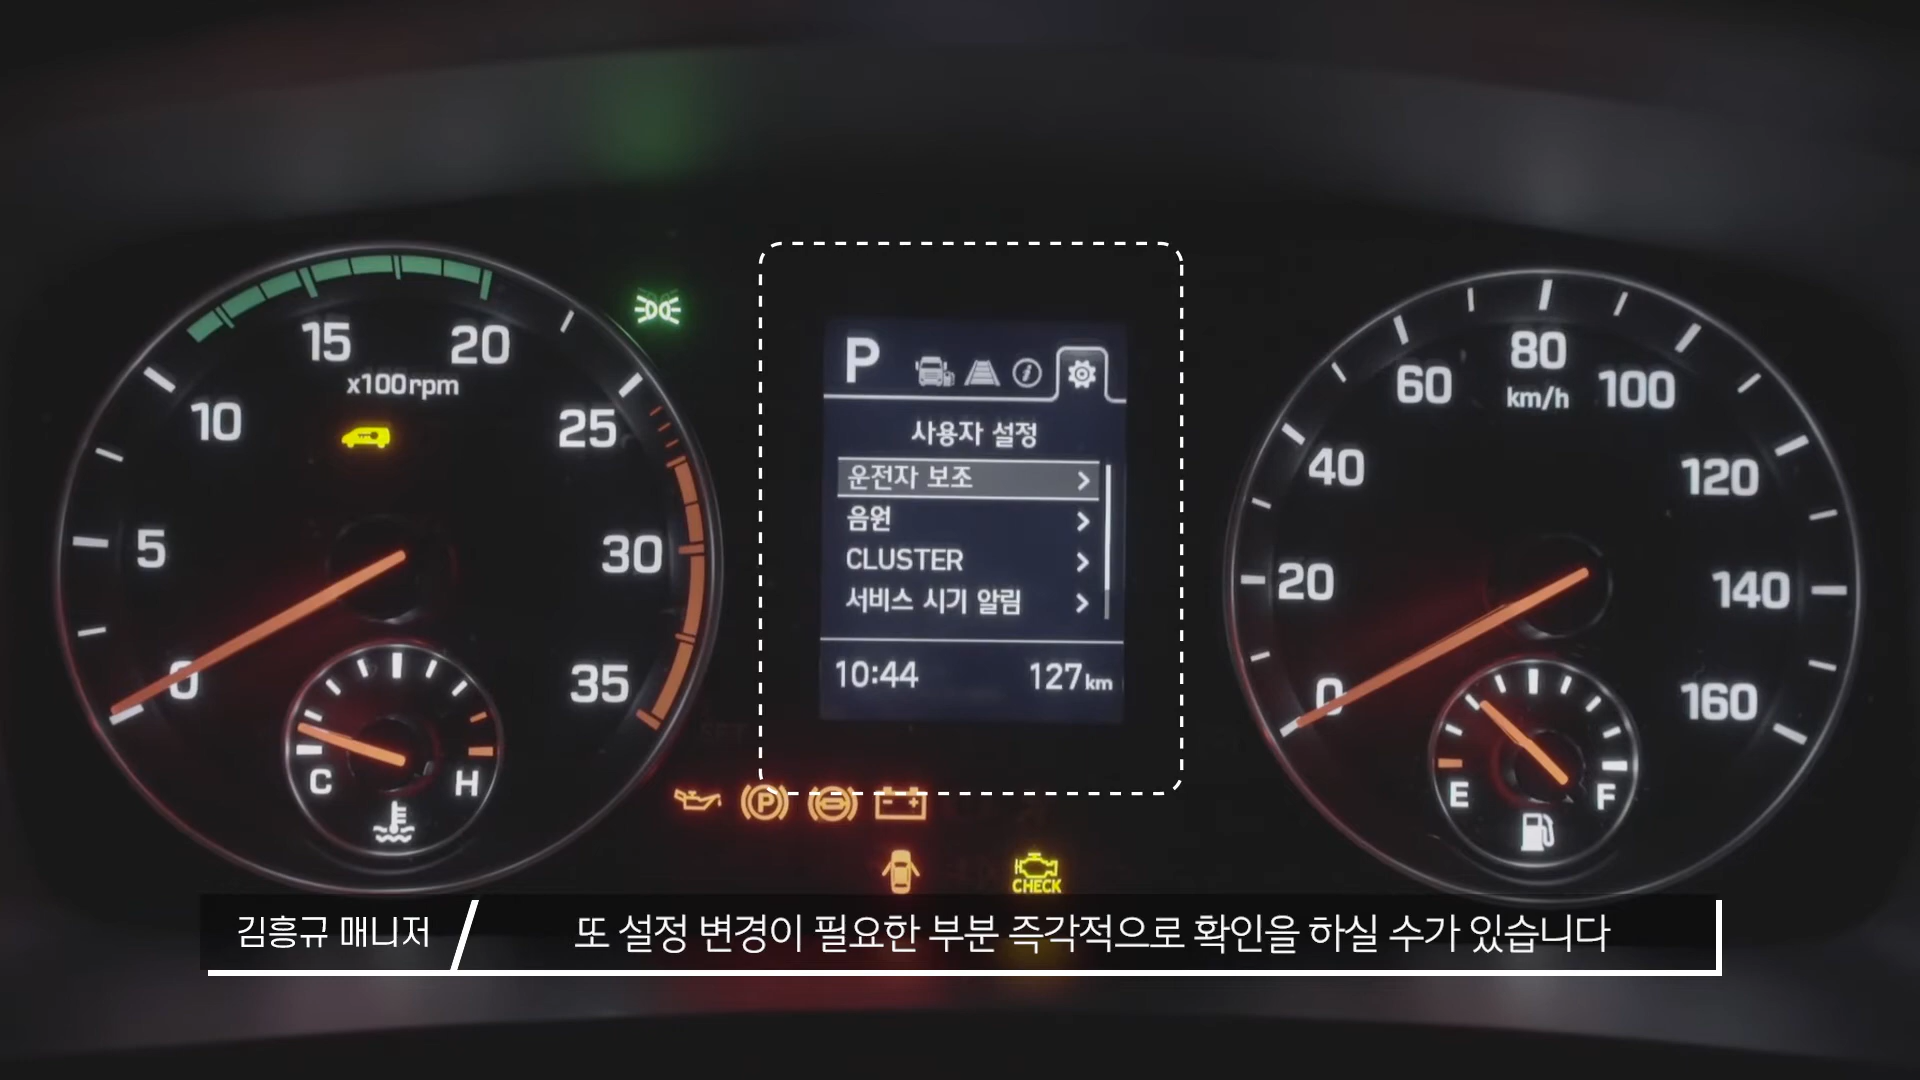 15
20
x100rpm
10
25
5
30
0
35
C
H
P
사용자 설정
운전자 보조
음원
CLUSTER
서비스 시기 알림
10:44
127km
80
60
km/h
100
40
120
20
140
0
160
E
F
P
CHECK
김흥규 매니저
또 설정 변경이 필요한 부분 즉각적으로 확인을 하실 수가 있습니다